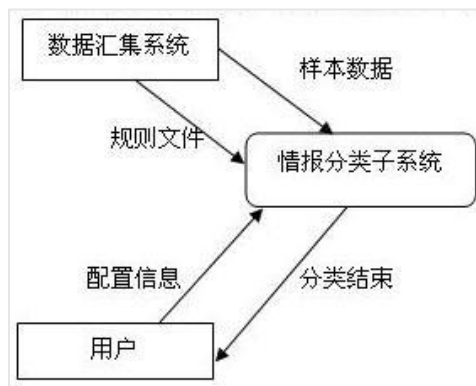 数据汇集系统
样本数据
规则文件
情报分类子系统
配置信息
分类结束
用户